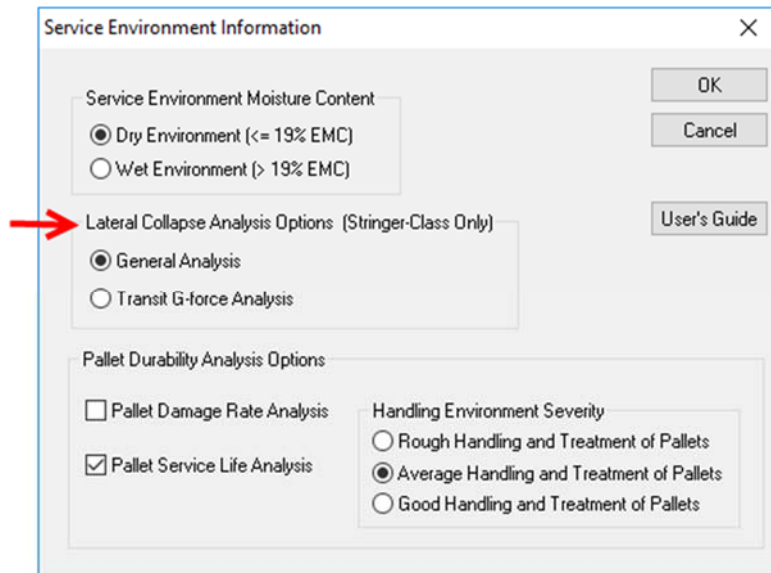 Service Environment Information
OK
Service Environment Moisture Content
Dry Environment (<= 19% EMC)
Cancel
Wet Environment (> 19% EMC)
Lateral Collapse Analysis Options (Stringer-Class Only)
User's Guide
General Analysis
Transit G-force Analysis
Pallet Durability Analysis Options
Pallet Damage Rate Analysis
Handling Environment Severity
Rough Handling and Treatment of Pallets
Pallet Service Life Analysis
Average Handling and Treatment of Pallets
Good Handling and Treatment of Pallets